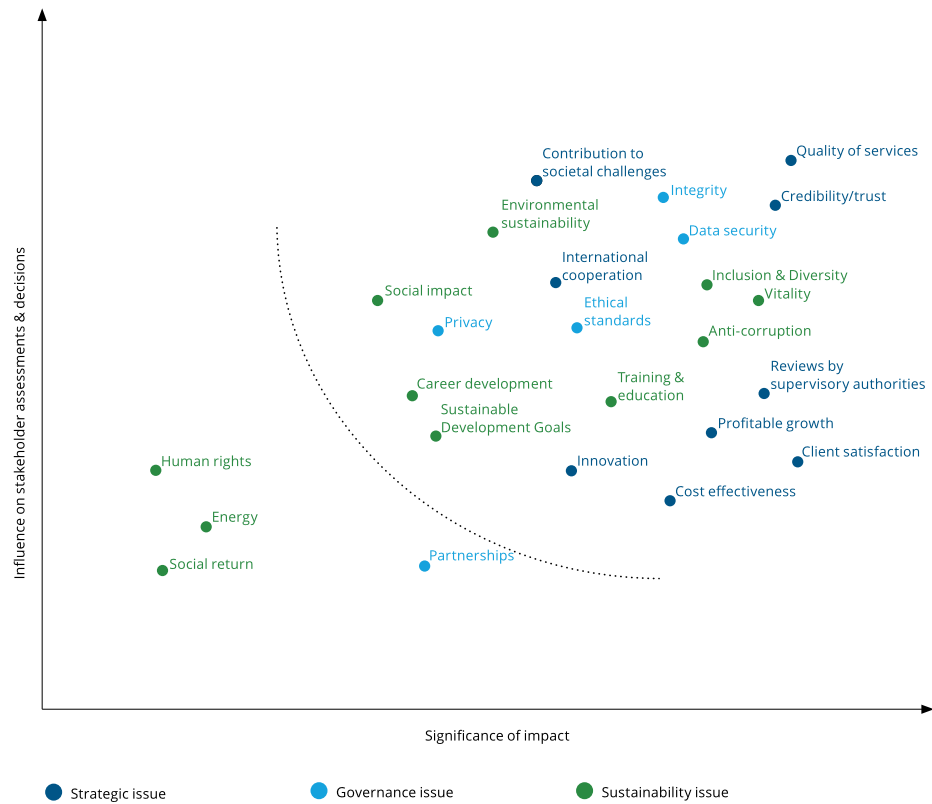 Influence on stakeholder assessments & decisions
Quality of services
Contribution to
societal challenges
Integrity
Credibility/trust
Environmental
sustainability
Data security
International
cooperation
Inclusion & Diversity
Vitality
Social impact
Ethical
standards
Privacy
Anti-corruption
Reviews by
supervisory authorities
Training &
education
Career development
Sustainable
Development Goals
Profitable growth
Client satisfaction
Innovation
Human rights
Cost effectiveness
Energy
Partnerships
Social return
Significance of impact
Strategic issue
Governance issue
Sustainability issue